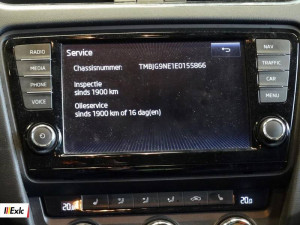 RADIO
MEDIA
PHONE
VOICE
Service
Chassisnummer: TMBJG9NE1E0155866
Inspectie
sinds 1900 km
Olieservice
sinds 1900 km of 16 dag(en)
NAV
TRAFFIC
CAR
MENU
20
20.0
Exlc